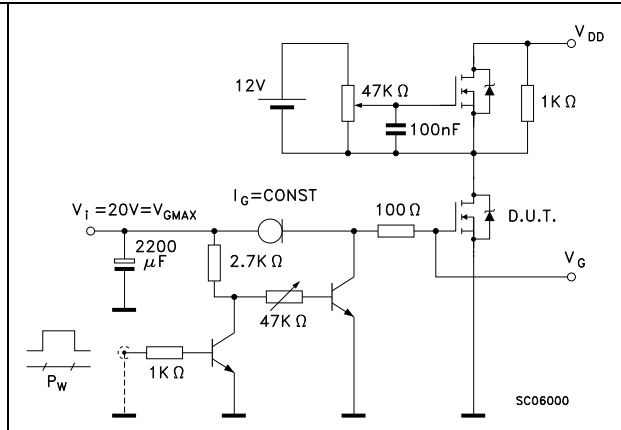 V DD
12V
47K Ω
1K Ω
100nF
I G =CONST
V i =20V=V GMAX
100 Ω
D.U.T.
2200
μF
2.7K Ω
V G
47K Ω
1K Ω
P W
SC06000